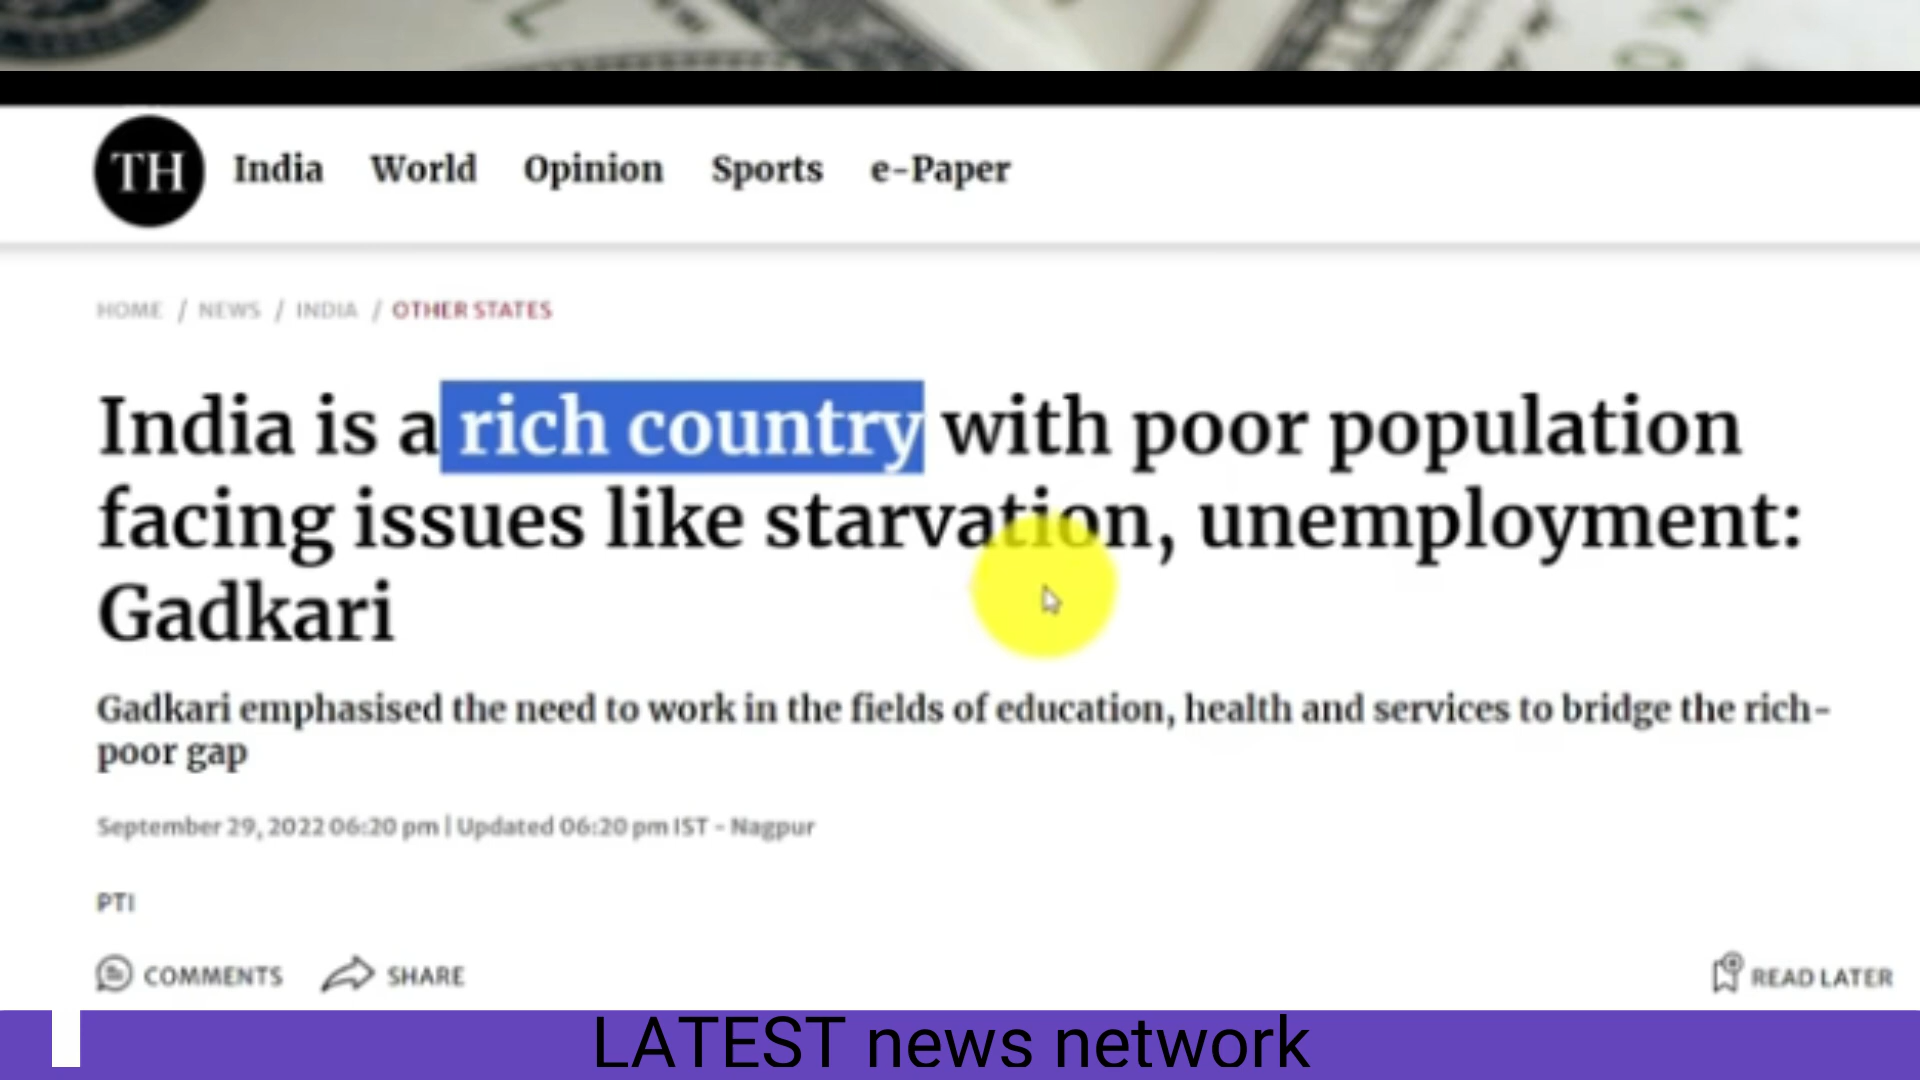 TH India World Opinion Sports e-Paper
HOME / NEWS / INDIA / OTHER STATES
India is a rich country with poor population
facing issues like starvation, unemployment:
Gadkari
Gadkari emphasised the need to work in the fields of education, health and services to bridge the rich-
poor gap
September 29, 2022 06:20 pm | Updated 06:20 pm IST - Nagpur
PTI
COMMENTS SHARE READ LATER
LATEST news network